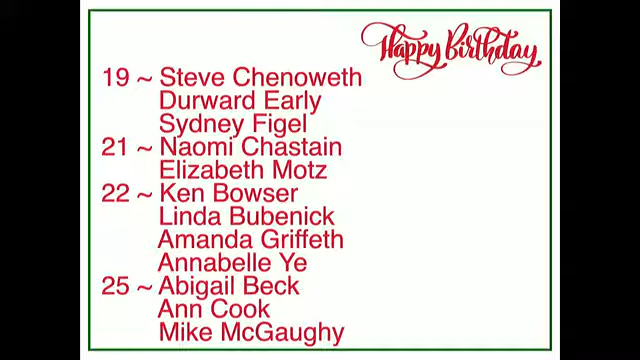 Happy Birthday
19 ~ Steve Chenoweth
Durward Early
Sydney Figel
21 ~ Naomi Chastain
Elizabeth Motz
22 ~ Ken Bowser
Linda Bubenick
Amanda Griffeth
Annabelle Ye
25 ~ Abigail Beck
Ann Cook
Mike McGaughy